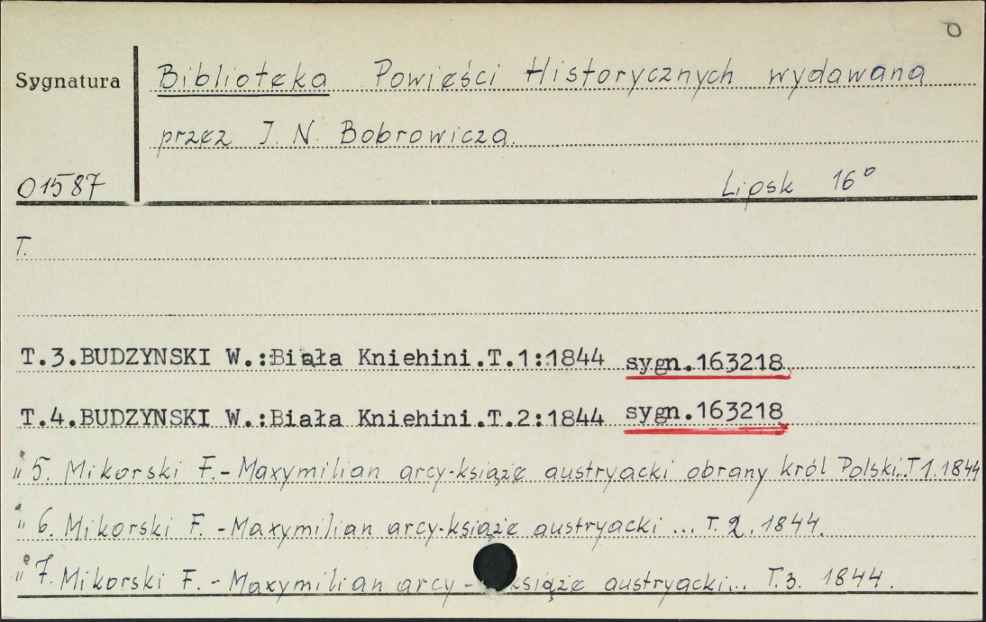 Sygnatura
Biblioteka Powieści Historycznych wydawana
przez J. N. Bobrowicza.
01587
Lipsk 16°
T.
T.3.BUDZYNSKI W.:Biała Kniehini.T.1:1844 sygn.163218
T.4.BUDZYNSKI W.:Biała Kniehini.T.2:1844 sygn.163218
" 5. Mikorski F.- Maxymilian arcy-książę austryacki obrany król Polski..T1.1844
" 6. Mikorski F. - Maxymilian arcy-książe austryacki ... T. 2. 1844.
" 7. Mikorski F. - Maxymilian arcy - książe austryacki... T.3. 1844.